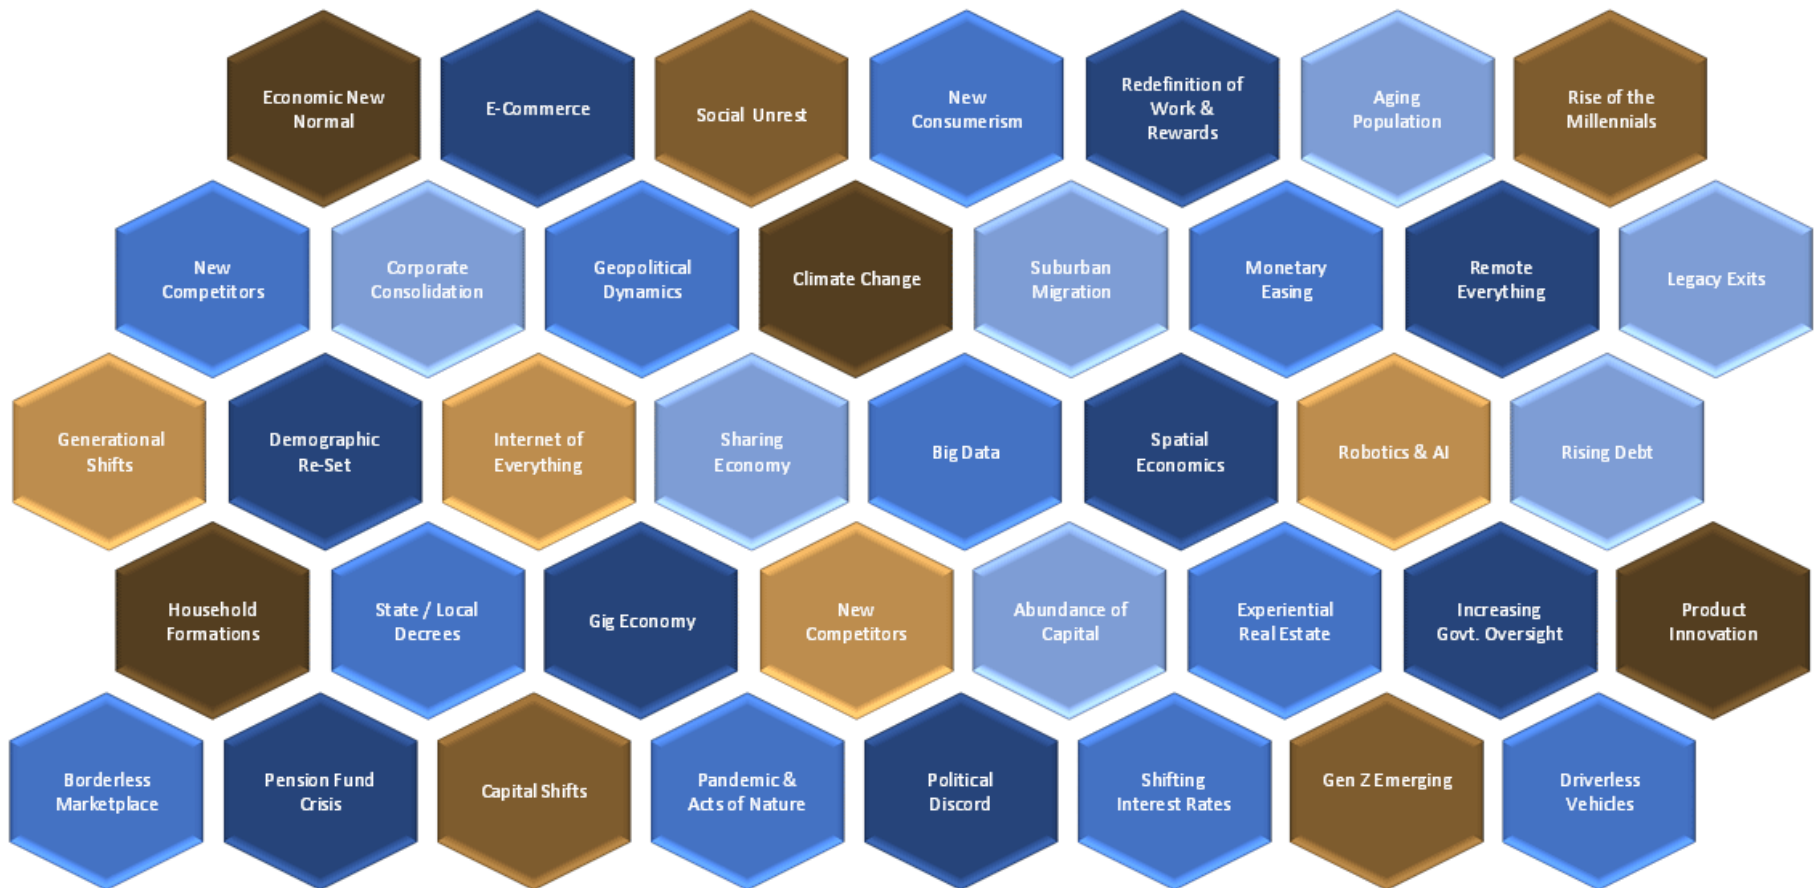 Economic New
Normal
E-Commerce
Social Unrest
New
Consumerism
Redefinition of
Work &
Rewards
Aging
Population
Rise of the
Millennials
New
Competitors
Corporate
Consolidation
Geopolitical
Dynamics
Climate Change
Suburban
Migration
Monetary
Easing
Remote
Everything
Legacy Exits
Generational
Shifts
Demographic
Re-Set
Internet of
Everything
Sharing
Economy
Big Data
Spatial
Economics
Robotics & AI
Rising Debt
Household
Formations
State / Local
Decrees
Gig Economy
New
Competitors
Abundance of
Capital
Experiential
Real Estate
Increasing
Govt. Oversight
Product
Innovation
Borderless
Marketplace
Pension Fund
Crisis
Capital Shifts
Pandemic &
Acts of Nature
Political
Discord
Shifting
Interest Rates
Gen Z Emerging
Driverless
Vehicles